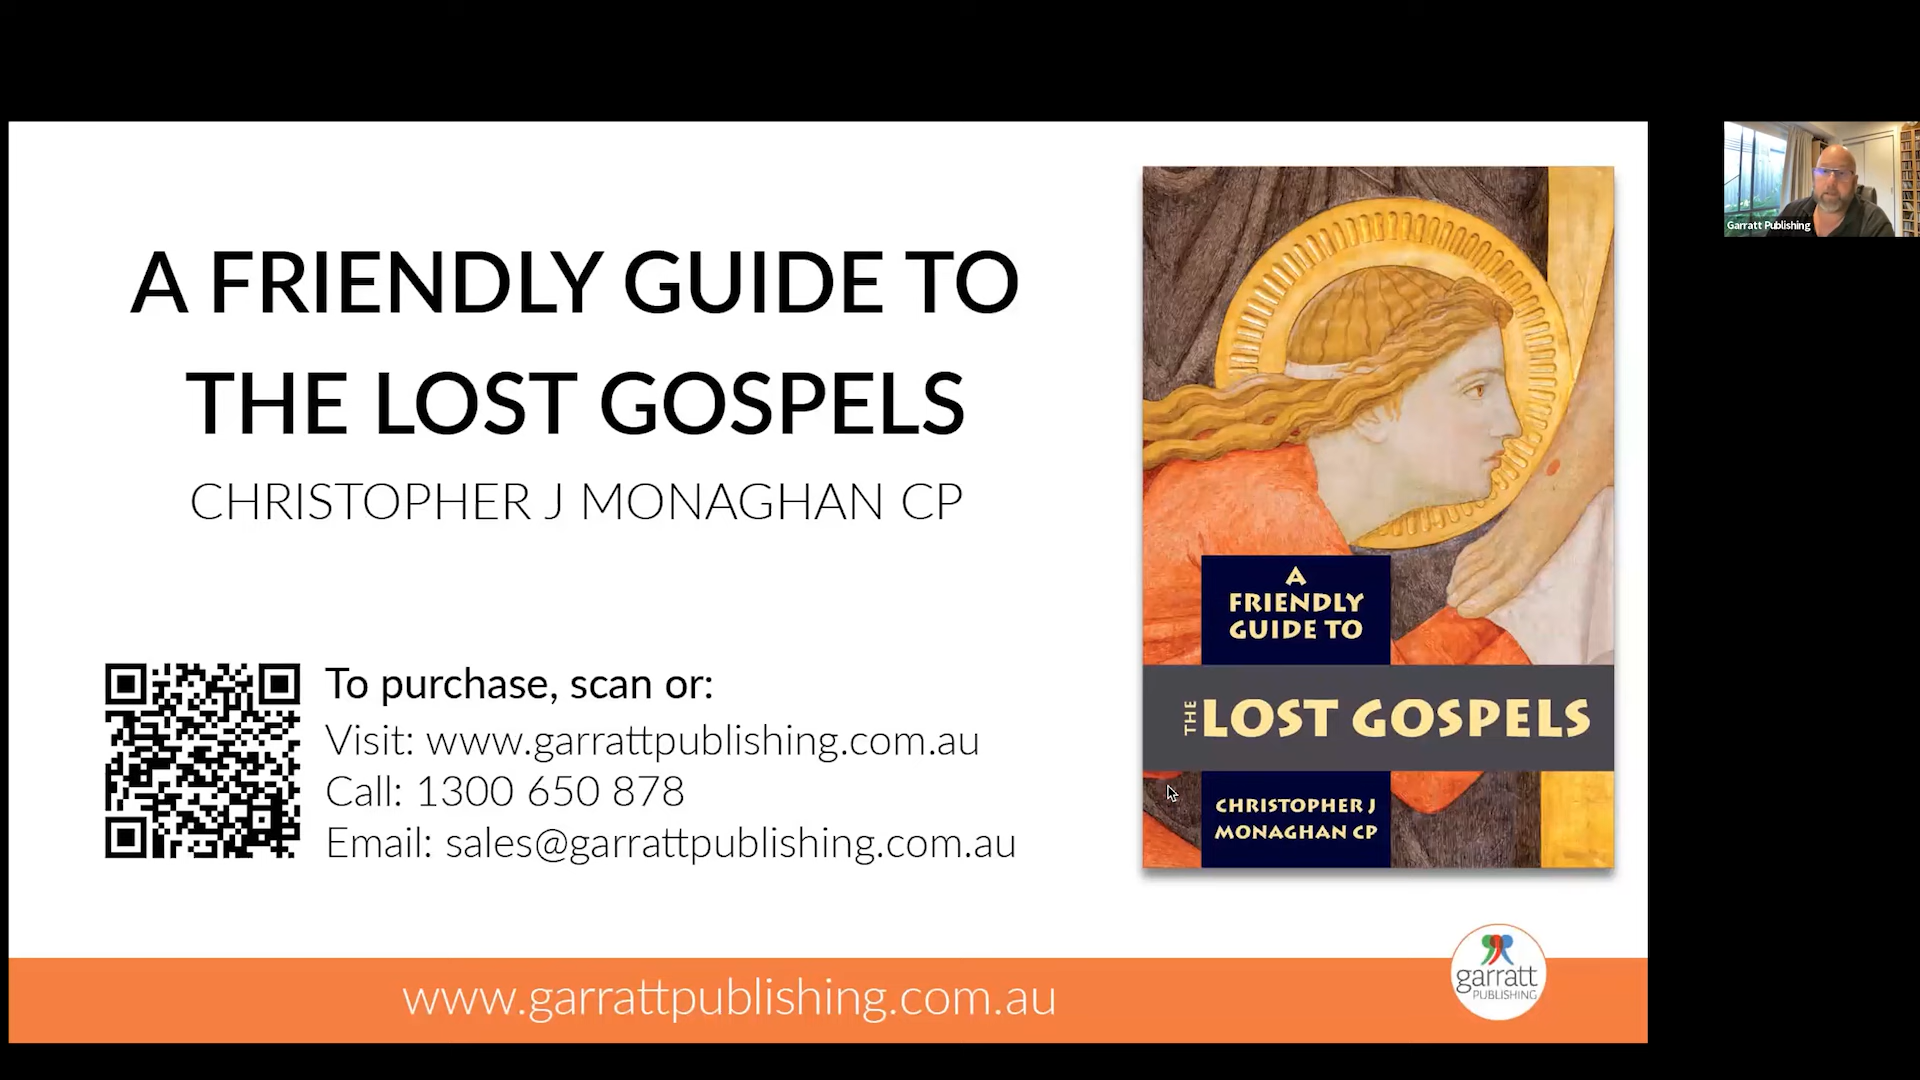 A FRIENDLY GUIDE TO
THE LOST GOSPELS
CHRISTOPHER J MONAGHAN CP
To purchase, scan or:
Visit: www.garrattpublishing.com.au
Call: 1300 650 878
Email: sales@garrattpublishing.com.au
A
FRIENDLY
GUIDE TO
THE LOST GOSPELS
CHRISTOPHER J
MONAGHAN CP
www.garrattpublishing.com.au
garratt
PUBLISHING
Garratt Publishing